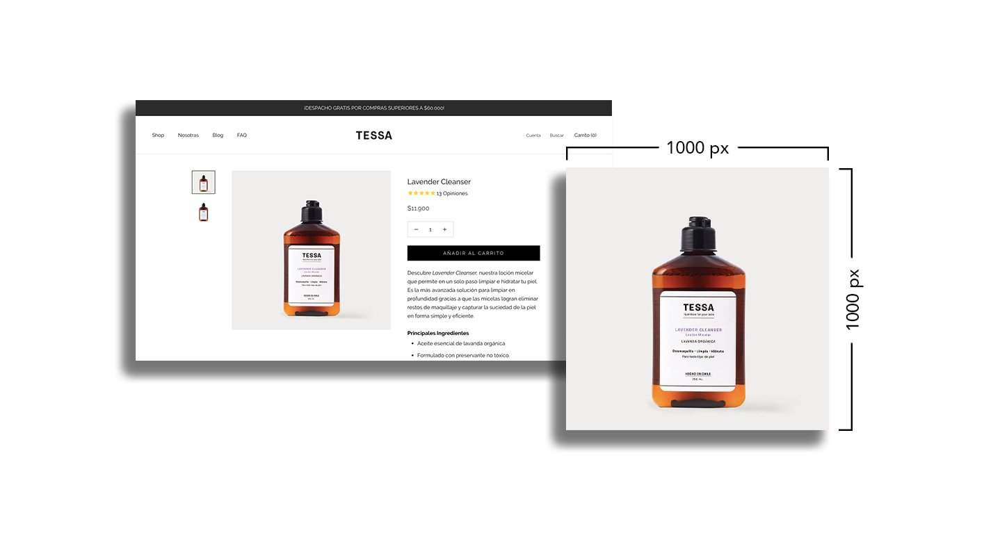 ¡DESPACHO GRATIS POR COMPRAS SUPERIORES A $60.000!
Shop
Nosotras
Blog
FAQ
TESSA
Cuenta
Buscar
Carrito (0)
Lavender Cleanser
13 Opiniones
$11.900
− 1 +
AÑADIR AL CARRITO
Descubre Lavender Cleanser, nuestra loción micelar
que permite en un solo paso limpiar e hidratar tu piel.
Es la más avanzada solución para limpiar en
profundidad gracias a que las micelas logran eliminar
restos de maquillaje y capturar la suciedad de la piel
en forma simple y eficiente.
Principales Ingredientes
• Aceite esencial de lavanda orgánica
• Formulado con preservante no tóxico.
TESSA
Nutrition for your skin
LAVENDER CLEANSER
Loción Micelar
LAVANDA ORGÁNICA
Desmaquilla · Limpia · Hidrata
Para todo tipo de piel
HECHO EN CHILE
250 mL
1000 px
1000 px
TESSA
Nutrition for your skin
LAVENDER CLEANSER
Loción Micelar
LAVANDA ORGÁNICA
Desmaquilla · Limpia · Hidrata
Para todo tipo de piel
HECHO EN CHILE
250 mL